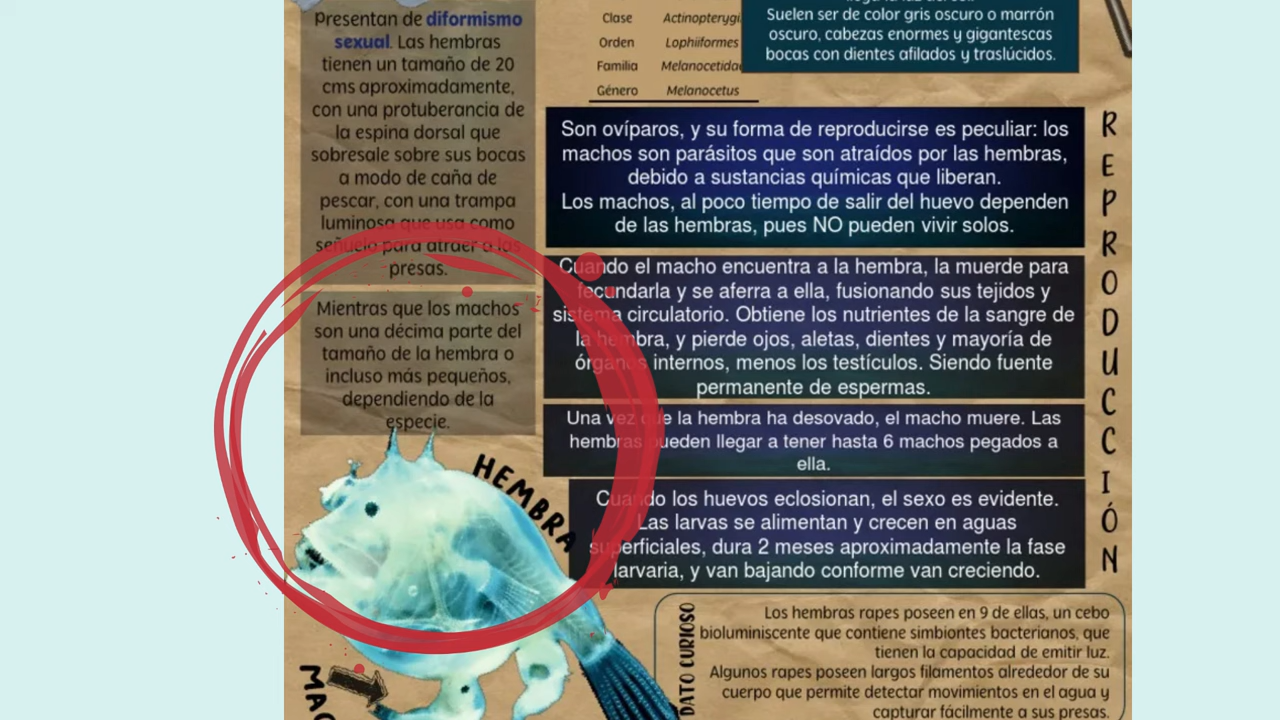 Presentan de diformismo
sexual. Las hembras
tienen un tamaño de 20
cms aproximadamente,
con una protuberancia de
la espina dorsal que
sobresale sobre sus bocas
a modo de caña de
pescar, con una trampa
luminosa que usa como
señuelo para atraer a las
presas.
Mientras que los machos
son una décima parte del
tamaño de la hembra o
incluso más pequeños,
dependiendo de la
especie.
Clase Actinopterygi
Orden Lophiiformes
Familia Melanocetidae
Género Melanocetus
Suelen ser de color gris oscuro o marrón
oscuro, cabezas enormes y gigantescas
bocas con dientes afilados y traslúcidos.
REPRODUCCIÓN
Son ovíparos, y su forma de reproducirse es peculiar: los
machos son parásitos que son atraídos por las hembras,
debido a sustancias químicas que liberan.
Los machos, al poco tiempo de salir del huevo dependen
de las hembras, pues NO pueden vivir solos.
Cuando el macho encuentra a la hembra, la muerde para
fecundarla y se aferra a ella, fusionando sus tejidos y
sistema circulatorio. Obtiene los nutrientes de la sangre de
la hembra, y pierde ojos, aletas, dientes y mayoría de
órganos internos, menos los testículos. Siendo fuente
permanente de espermas.
Una vez que la hembra ha desovado, el macho muere. Las
hembras pueden llegar a tener hasta 6 machos pegados a
ella.
Cuando los huevos eclosionan, el sexo es evidente.
Las larvas se alimentan y crecen en aguas
superficiales, dura 2 meses aproximadamente la fase
larvaria, y van bajando conforme van creciendo.
HEMBRA
MAC
DATO CURIOSO
Los hembras rapes poseen en 9 de ellas, un cebo
bioluminiscente que contiene simbiontes bacterianos, que
tienen la capacidad de emitir luz.
Algunos rapes poseen largos filamentos alrededor de su
cuerpo que permite detectar movimientos en el agua y
capturar fácilmente a sus presas.